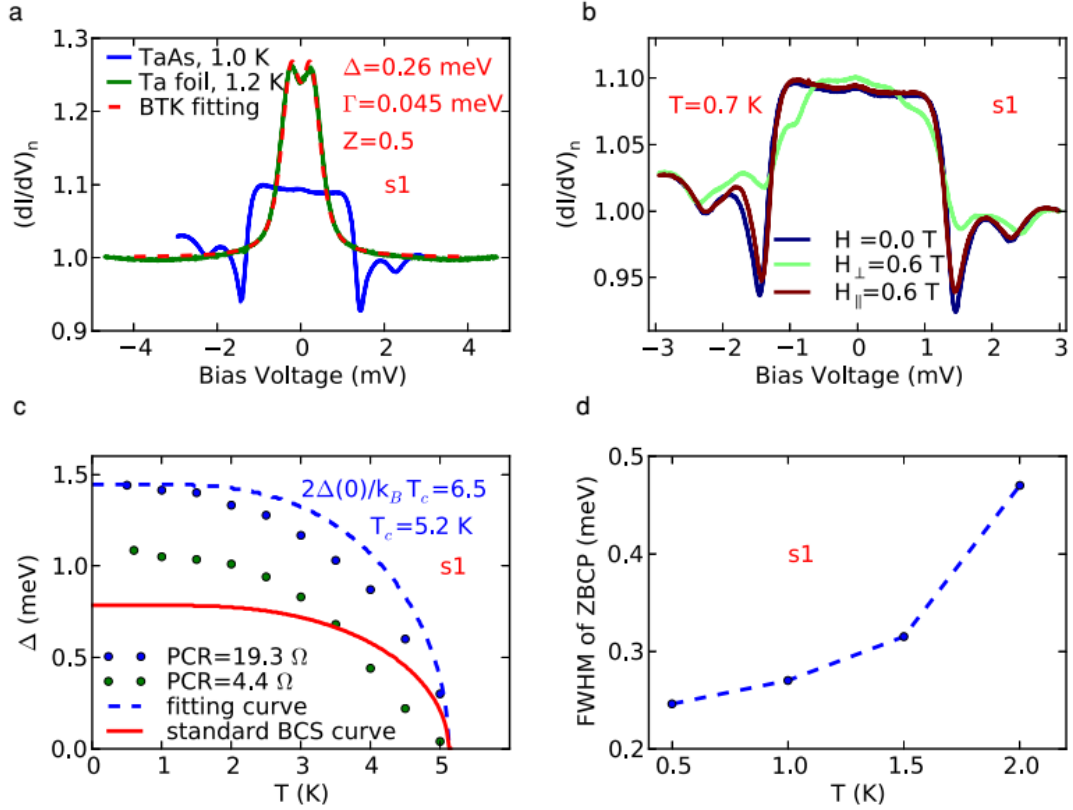 a
1.3
1.2
1.1
1.0
0.9
(dI/dV)n
TaAs, 1.0 K
Ta foil, 1.2 K
BTK fitting
Δ=0.26 meV
Γ=0.045 meV
Z=0.5
s1
−4 −2 0 2 4
Bias Voltage (mV)
b
1.10
1.05
1.00
0.95
(dI/dV)n
T=0.7 K
s1
H =0.0 T
H⊥=0.6 T
H||=0.6 T
−3 −2 −1 0 1 2 3
Bias Voltage (mV)
c
1.5
1.0
0.5
0.0
Δ (meV)
2Δ(0)/kB Tc=6.5
Tc=5.2 K
s1
PCR=19.3 Ω
PCR=4.4 Ω
fitting curve
standard BCS curve
0 1 2 3 4 5
T (K)
d
0.5
0.4
0.3
0.2
FWHM of ZBCP (meV)
s1
0.5 1.0 1.5 2.0
T (K)